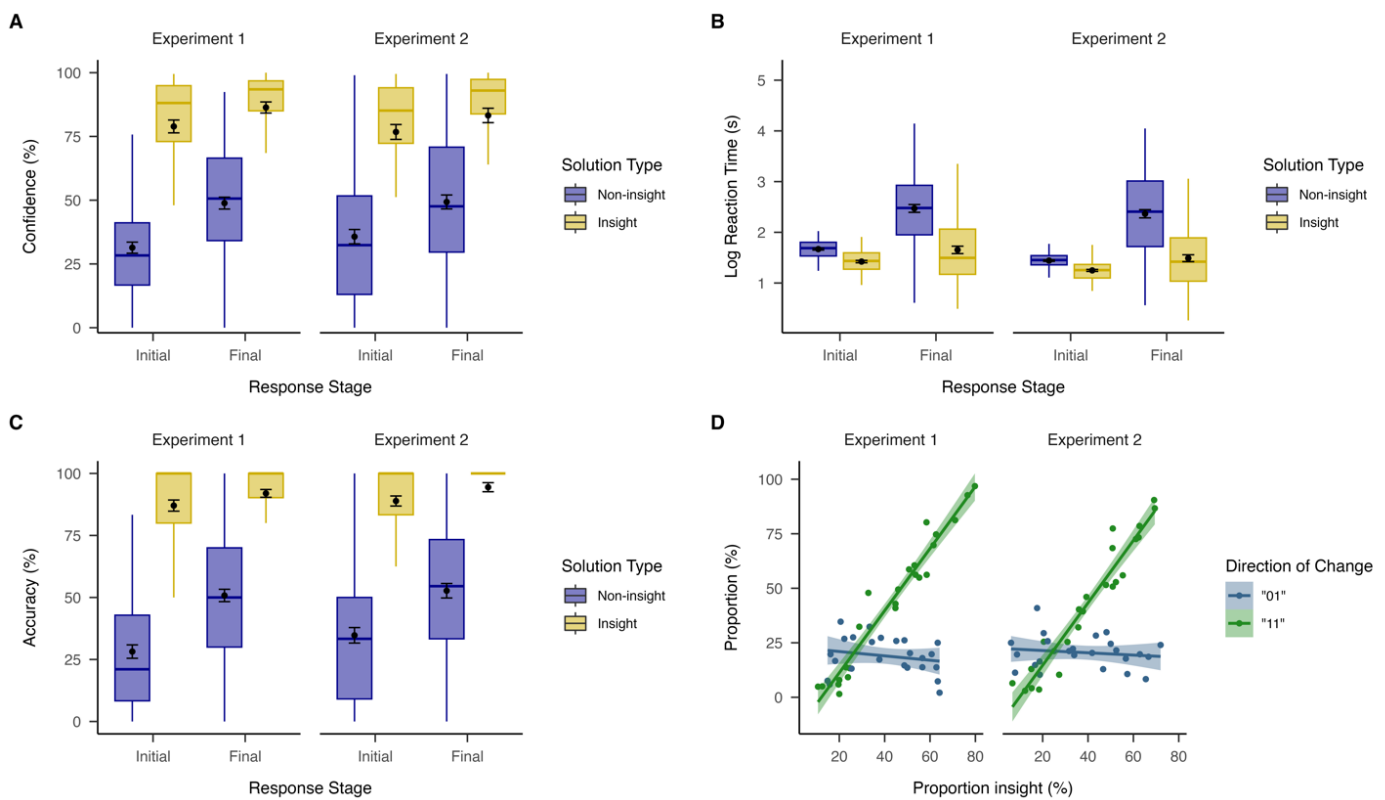 A
Experiment 1
Experiment 2
100
75
50
25
0
Confidence (%)
Initial
Final
Initial
Final
Response Stage
Solution Type
Non-insight
Insight
B
Experiment 1
Experiment 2
5
4
3
2
1
Log Reaction Time (s)
Initial
Final
Initial
Final
Response Stage
Solution Type
Non-insight
Insight
C
Experiment 1
Experiment 2
100
75
50
25
0
Accuracy (%)
Initial
Final
Initial
Final
Response Stage
Solution Type
Non-insight
Insight
D
Experiment 1
Experiment 2
100
75
50
25
0
Proportion (%)
20 40 60 80
20 40 60 80
Proportion insight (%)
Direction of Change
"01"
"11"